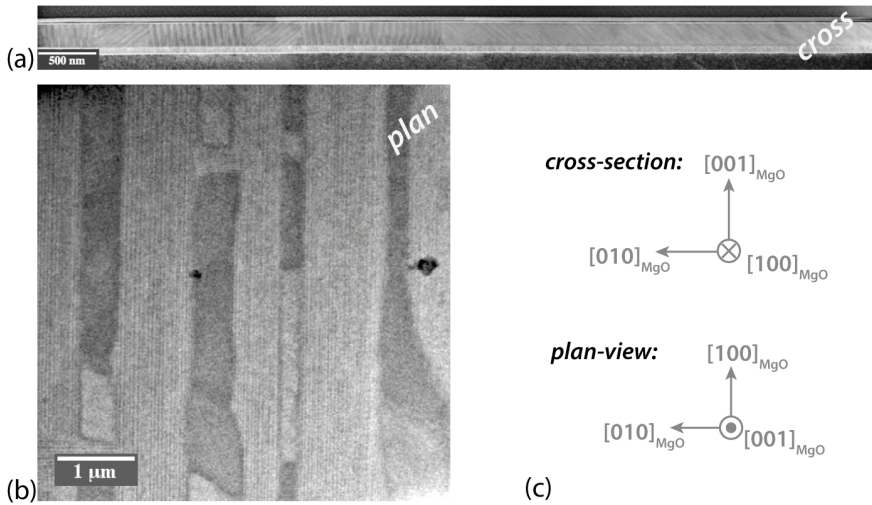 cross
(a)
500 nm
plan
cross-section:
[001]MgO
[010]MgO
[100]MgO
plan-view:
[100]MgO
[010]MgO
[001]MgO
1 µm
(b)
(c)